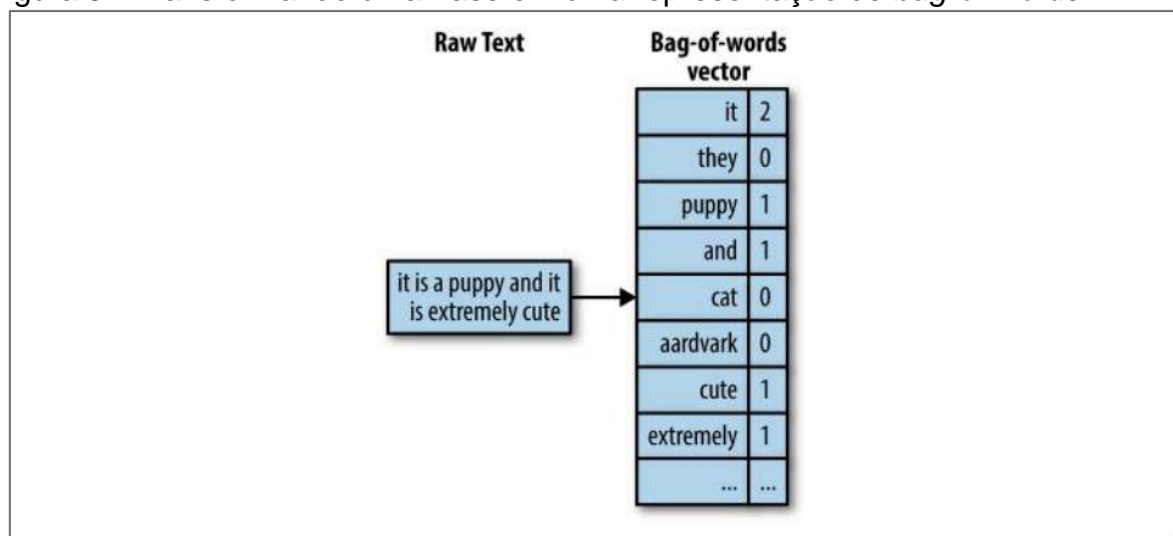 Raw Text
Bag-of-words
vector
it 2
they 0
puppy 1
and 1
it is a puppy and it
is extremely cute
cat 0
aardvark 0
cute 1
extremely 1
... ...